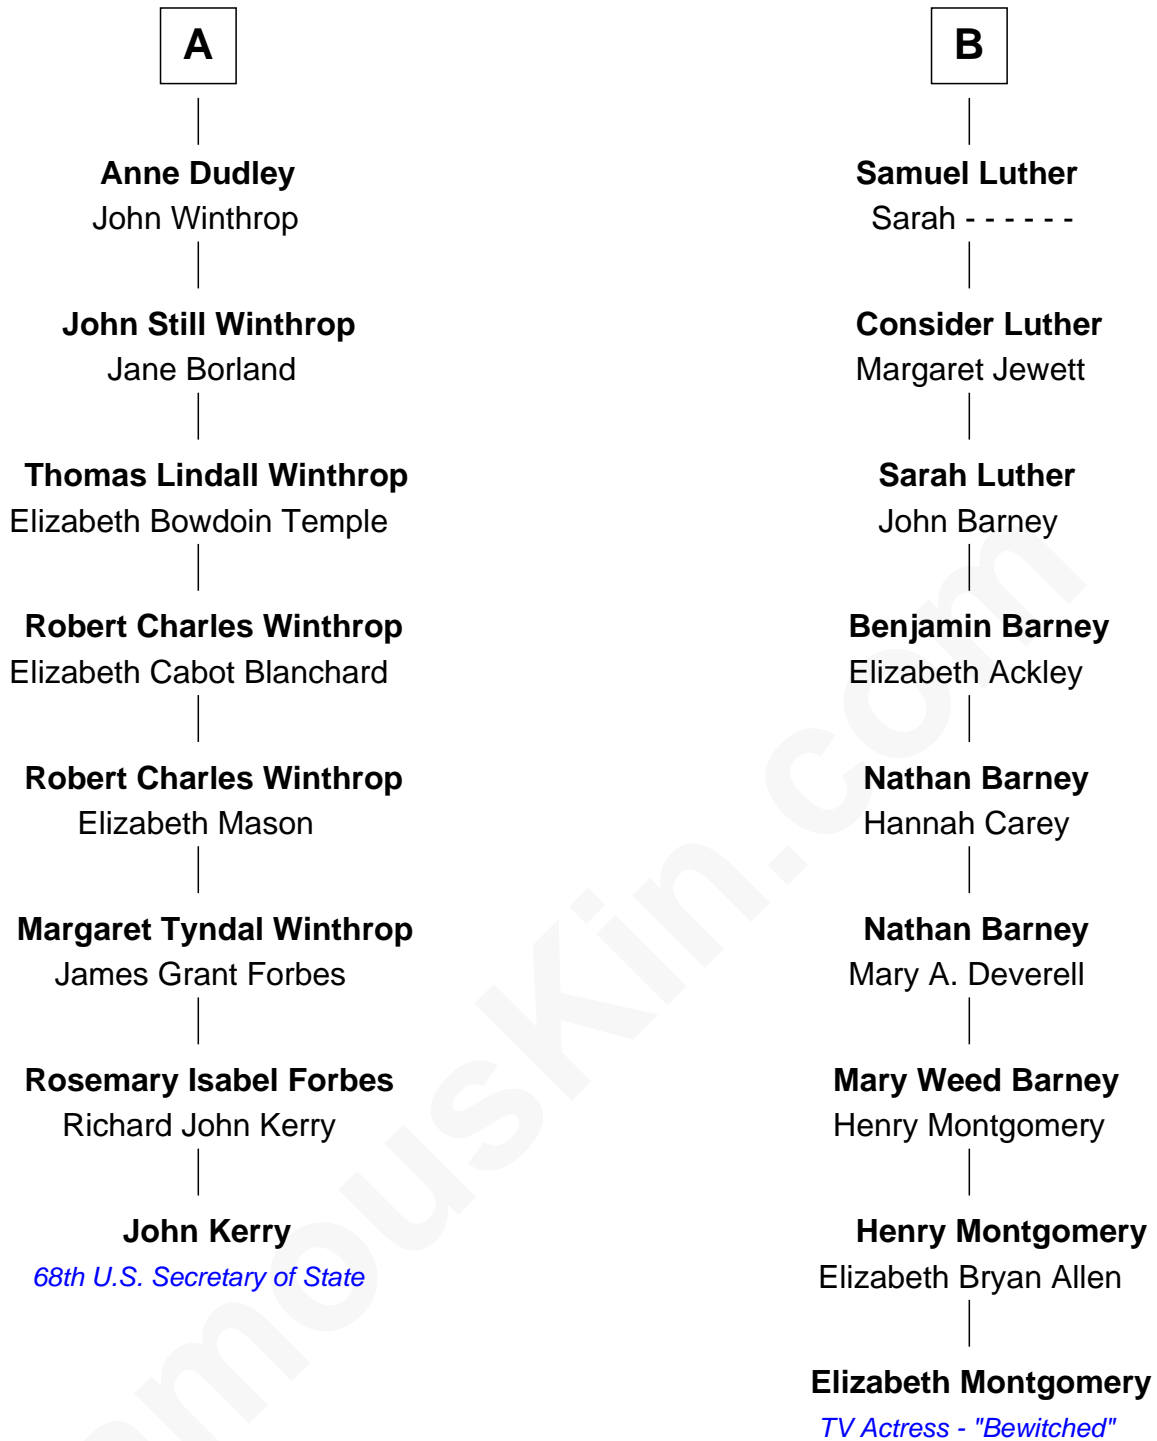 A
Anne Dudley
John Winthrop
John Still Winthrop
Jane Borland
Thomas Lindall Winthrop
Elizabeth Bowdoin Temple
Robert Charles Winthrop
Elizabeth Cabot Blanchard
Robert Charles Winthrop
Elizabeth Mason
Margaret Tyndal Winthrop
James Grant Forbes
Rosemary Isabel Forbes
Richard John Kerry
John Kerry
68th U.S. Secretary of State
B
Samuel Luther
Sarah - - - - - -
Consider Luther
Margaret Jewett
Sarah Luther
John Barney
Benjamin Barney
Elizabeth Ackley
Nathan Barney
Hannah Carey
Nathan Barney
Mary A. Deverell
Mary Weed Barney
Henry Montgomery
Henry Montgomery
Elizabeth Bryan Allen
Elizabeth Montgomery
TV Actress - "Bewitched"
amouskin.com